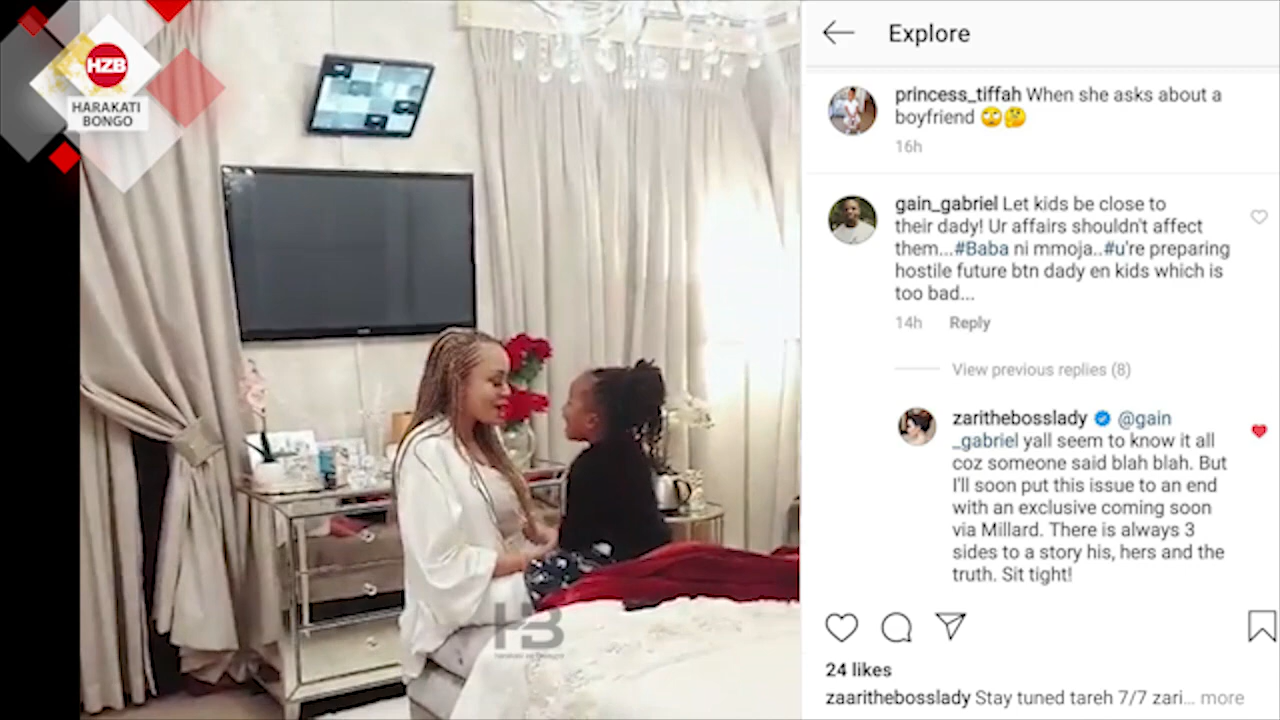 HZB
HARAKATI
BONGO
HB
Explore
princess_tiffah When she asks about a
boyfriend 🙄🤔
16h
gain_gabriel Let kids be close to
their dady! Ur affairs shouldn't affect
them...#Baba ni mmoja..#u're preparing
hostile future btn dady en kids which is
too bad...
14h Reply
View previous replies (8)
zarithebosslady @gain
_gabriel yall seem to know it all
coz someone said blah blah. But
I'll soon put this issue to an end
with an exclusive coming soon
via Millard. There is always 3
sides to a story his, hers and the
truth. Sit tight!
24 likes
zaarithebosslady Stay tuned tareh 7/7 zari... more